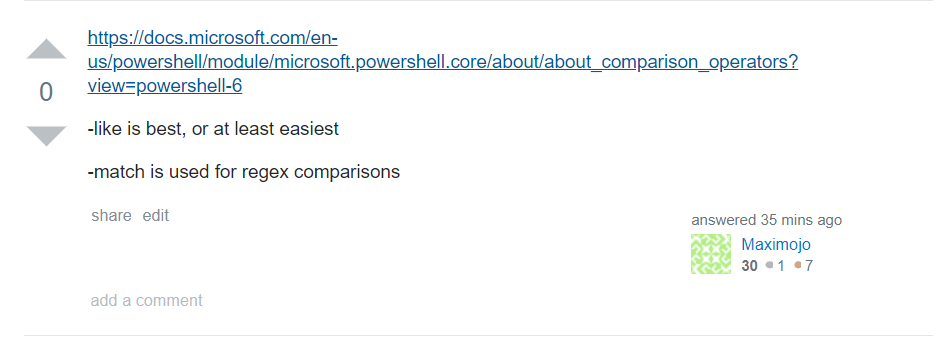 https://docs.microsoft.com/en-
us/powershell/module/microsoft.powershell.core/about/about_comparison_operators?
view=powershell-6
0
-like is best, or at least easiest
-match is used for regex comparisons
share edit
answered 35 mins ago
Maximojo
30 1 7
add a comment